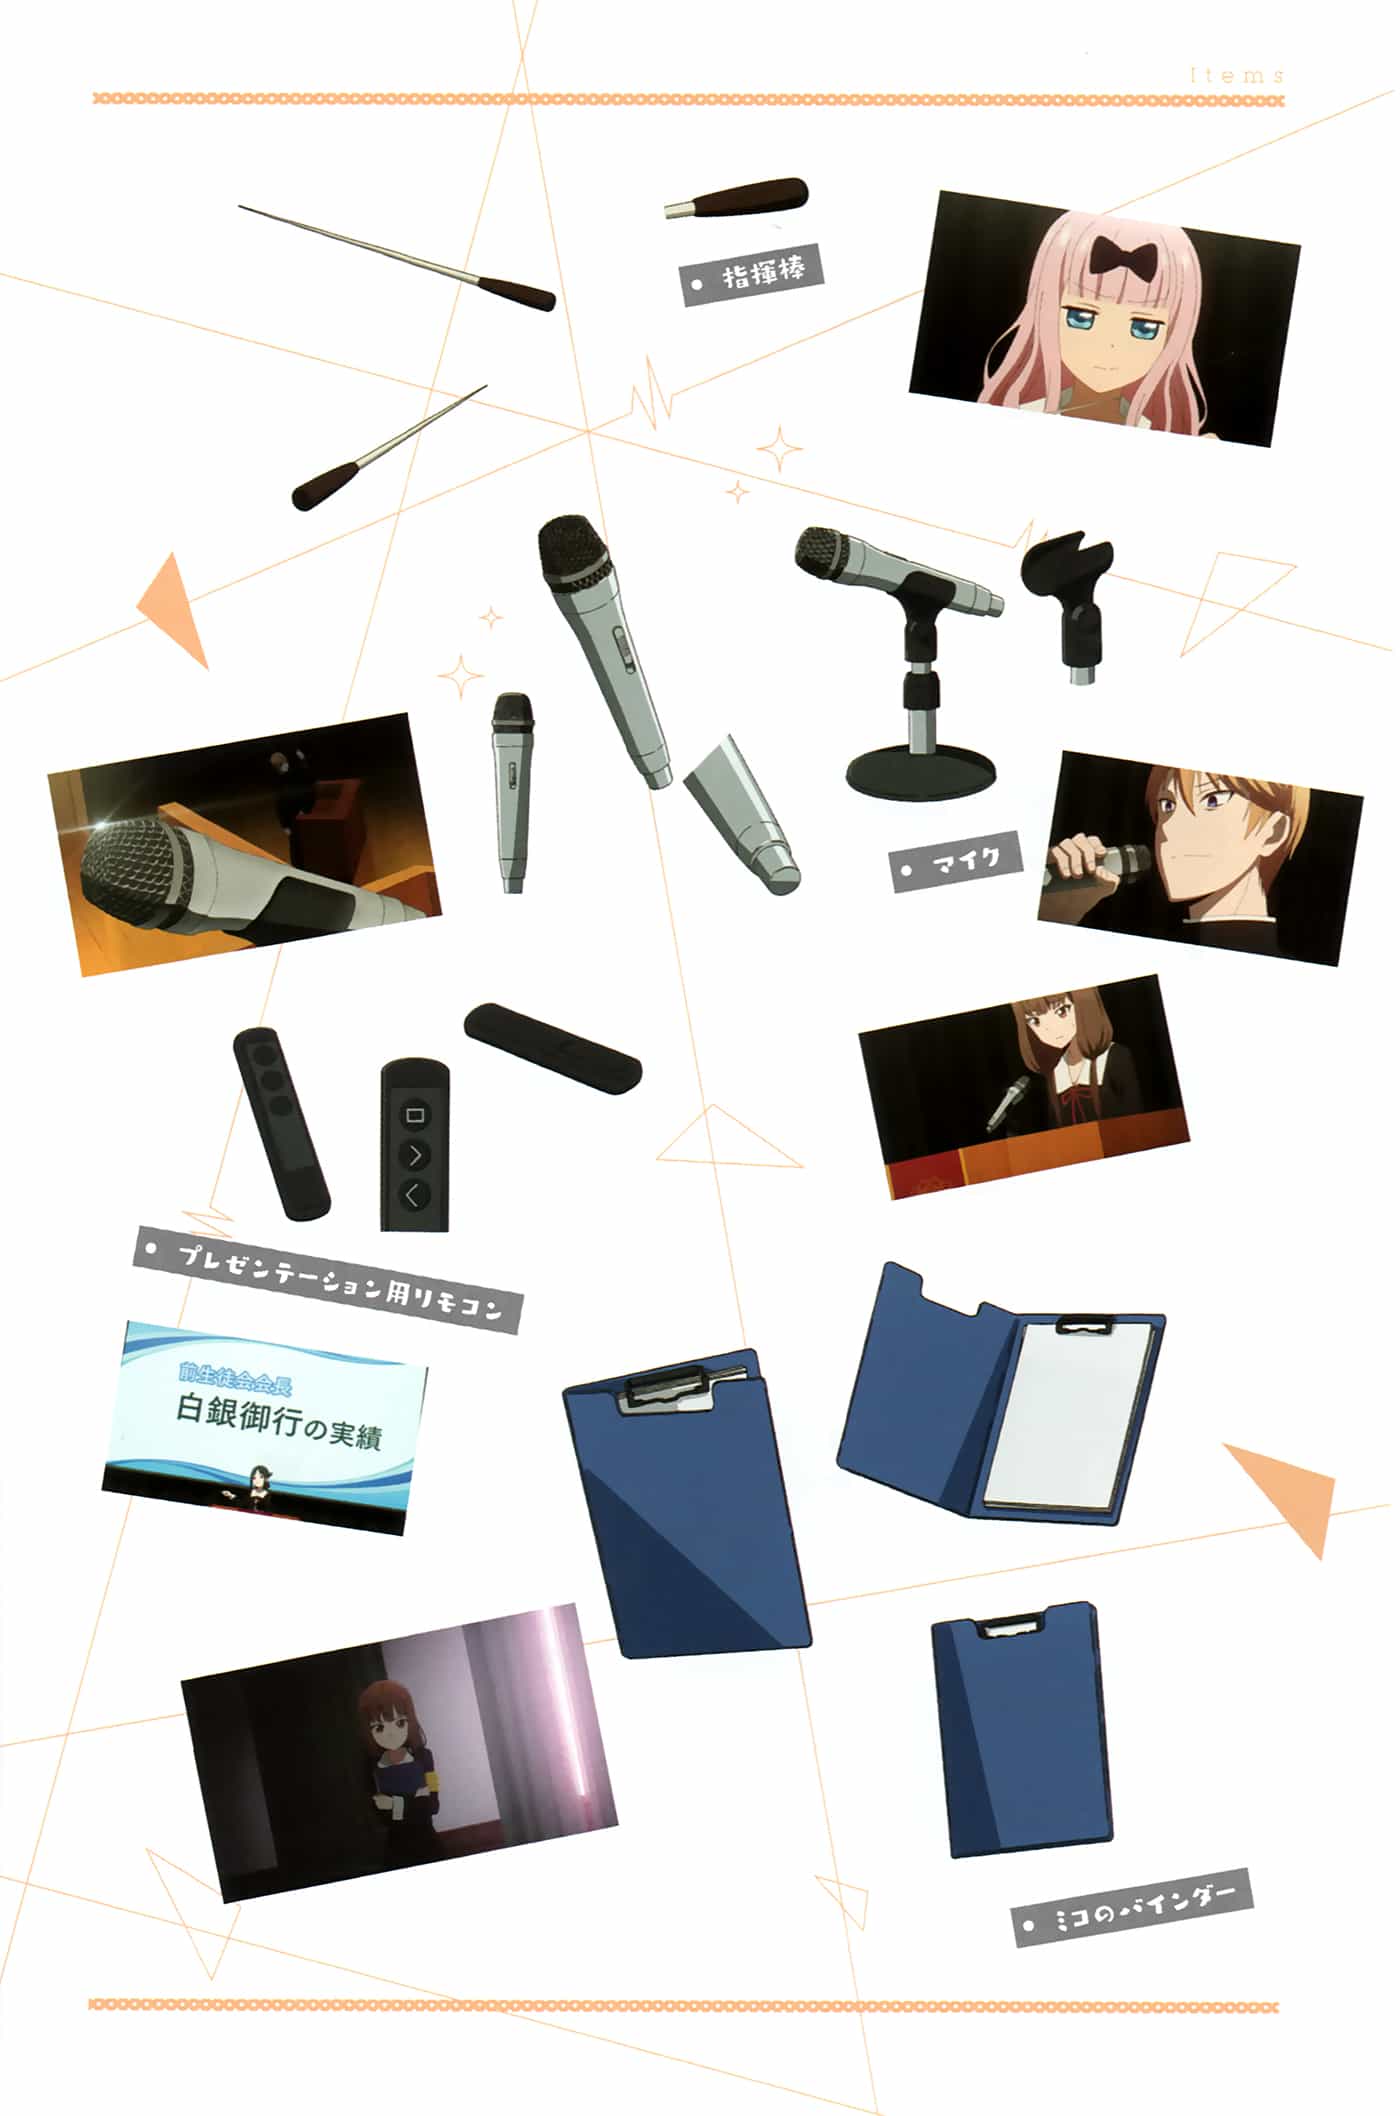 Items
指揮棒
マイク
プレゼンテーション用リモコン
前生徒会会長
白銀御行の実績
ミコのバインダー